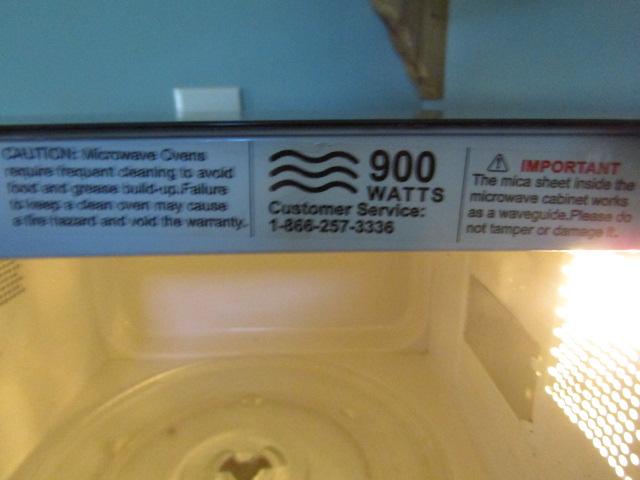 CAUTION: Microwave Ovens
require frequent cleaning to avoid
food and grease build-up.Failure
to keep a clean oven may cause
a fire hazard and void the warranty.
900
WATTS
Customer Service:
1-866-257-3336
IMPORTANT
The mica sheet inside the
microwave cabinet works
as a waveguide.Please do
not tamper or damage it.